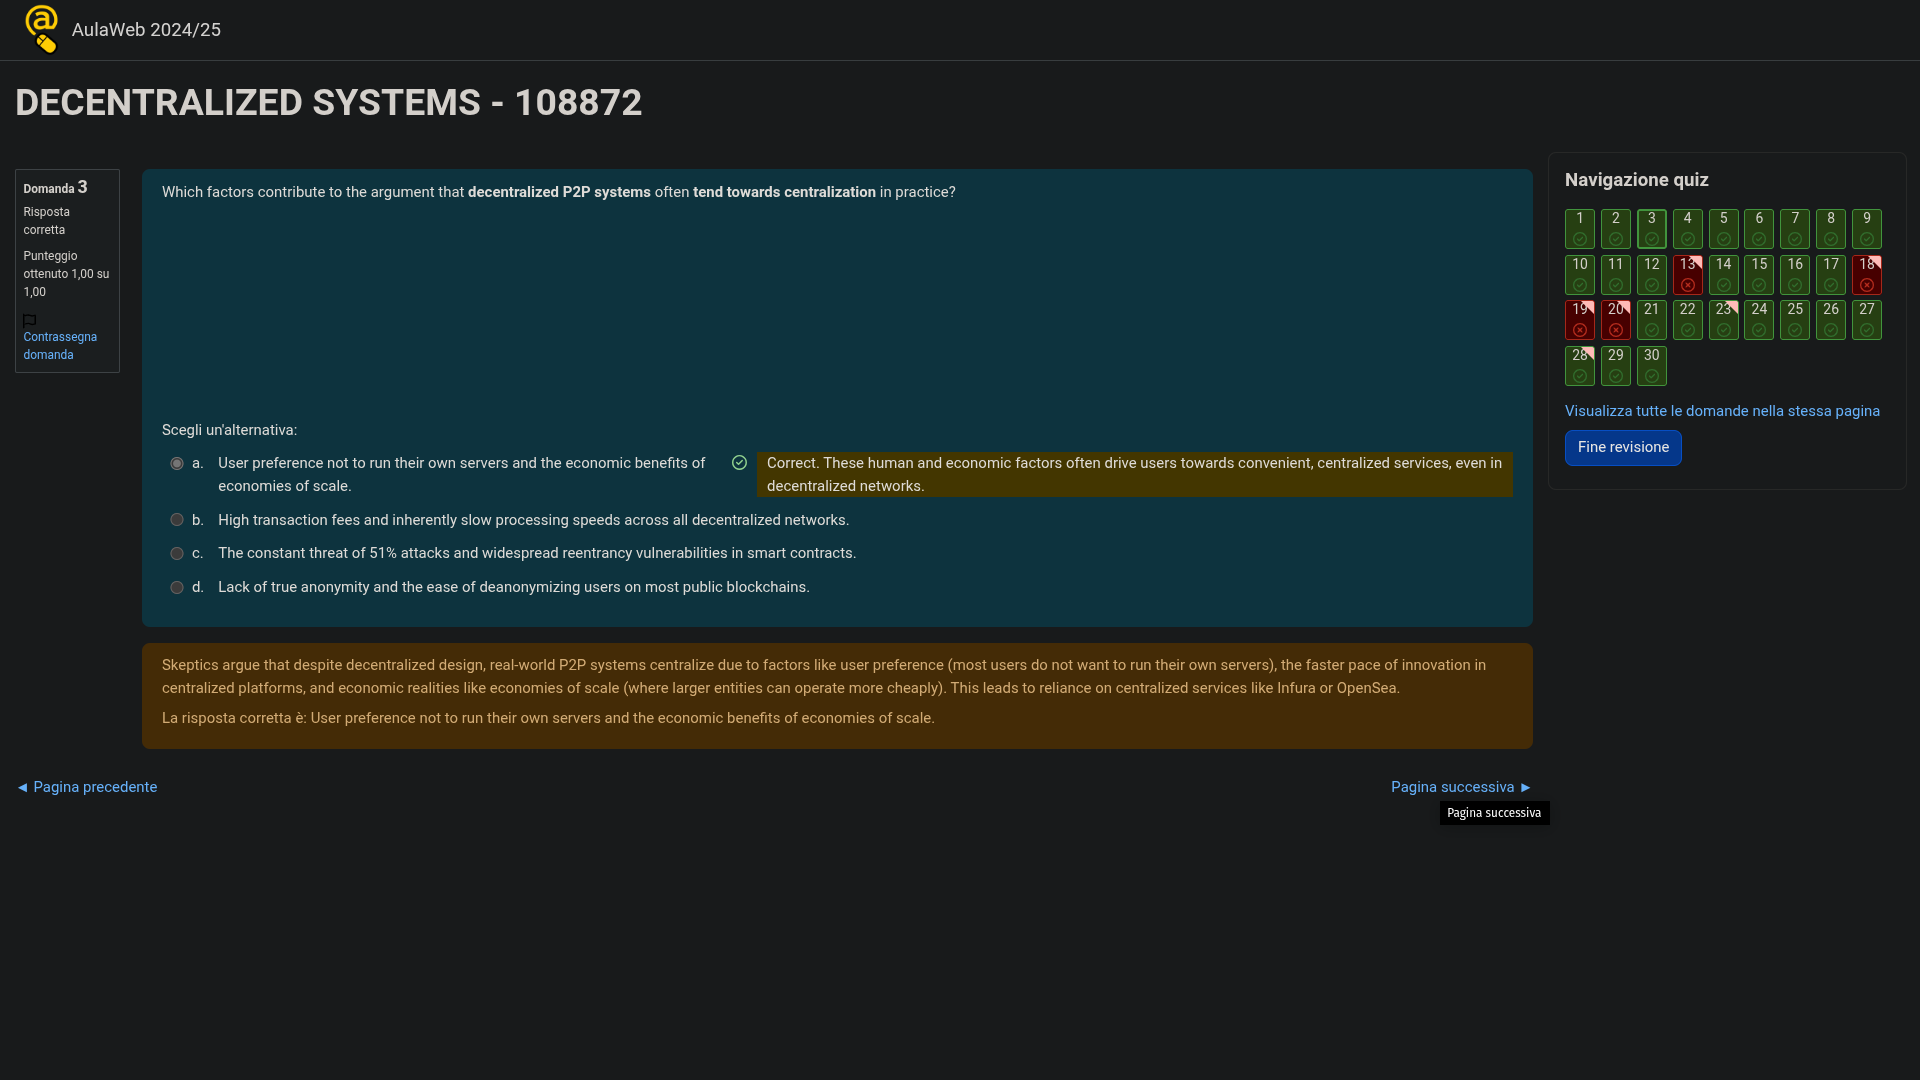 AulaWeb 2024/25
DECENTRALIZED SYSTEMS - 108872
Domanda 3
Risposta
corretta
Punteggio
ottenuto 1,00 su
1,00
Contrassegna
domanda
Which factors contribute to the argument that decentralized P2P systems often tend towards centralization in practice?
Scegli un'alternativa:
a. User preference not to run their own servers and the economic benefits of
economies of scale.
Correct. These human and economic factors often drive users towards convenient, centralized services, even in
decentralized networks.
b. High transaction fees and inherently slow processing speeds across all decentralized networks.
c. The constant threat of 51% attacks and widespread reentrancy vulnerabilities in smart contracts.
d. Lack of true anonymity and the ease of deanonymizing users on most public blockchains.
Skeptics argue that despite decentralized design, real-world P2P systems centralize due to factors like user preference (most users do not want to run their own servers), the faster pace of innovation in
centralized platforms, and economic realities like economies of scale (where larger entities can operate more cheaply). This leads to reliance on centralized services like Infura or OpenSea.
La risposta corretta è: User preference not to run their own servers and the economic benefits of economies of scale.
◄ Pagina precedente
Pagina successiva ►
Pagina successiva
Navigazione quiz
1 2 3 4 5 6 7 8 9
10 11 12 13 14 15 16 17 18
19 20 21 22 23 24 25 26 27
28 29 30
Visualizza tutte le domande nella stessa pagina
Fine revisione